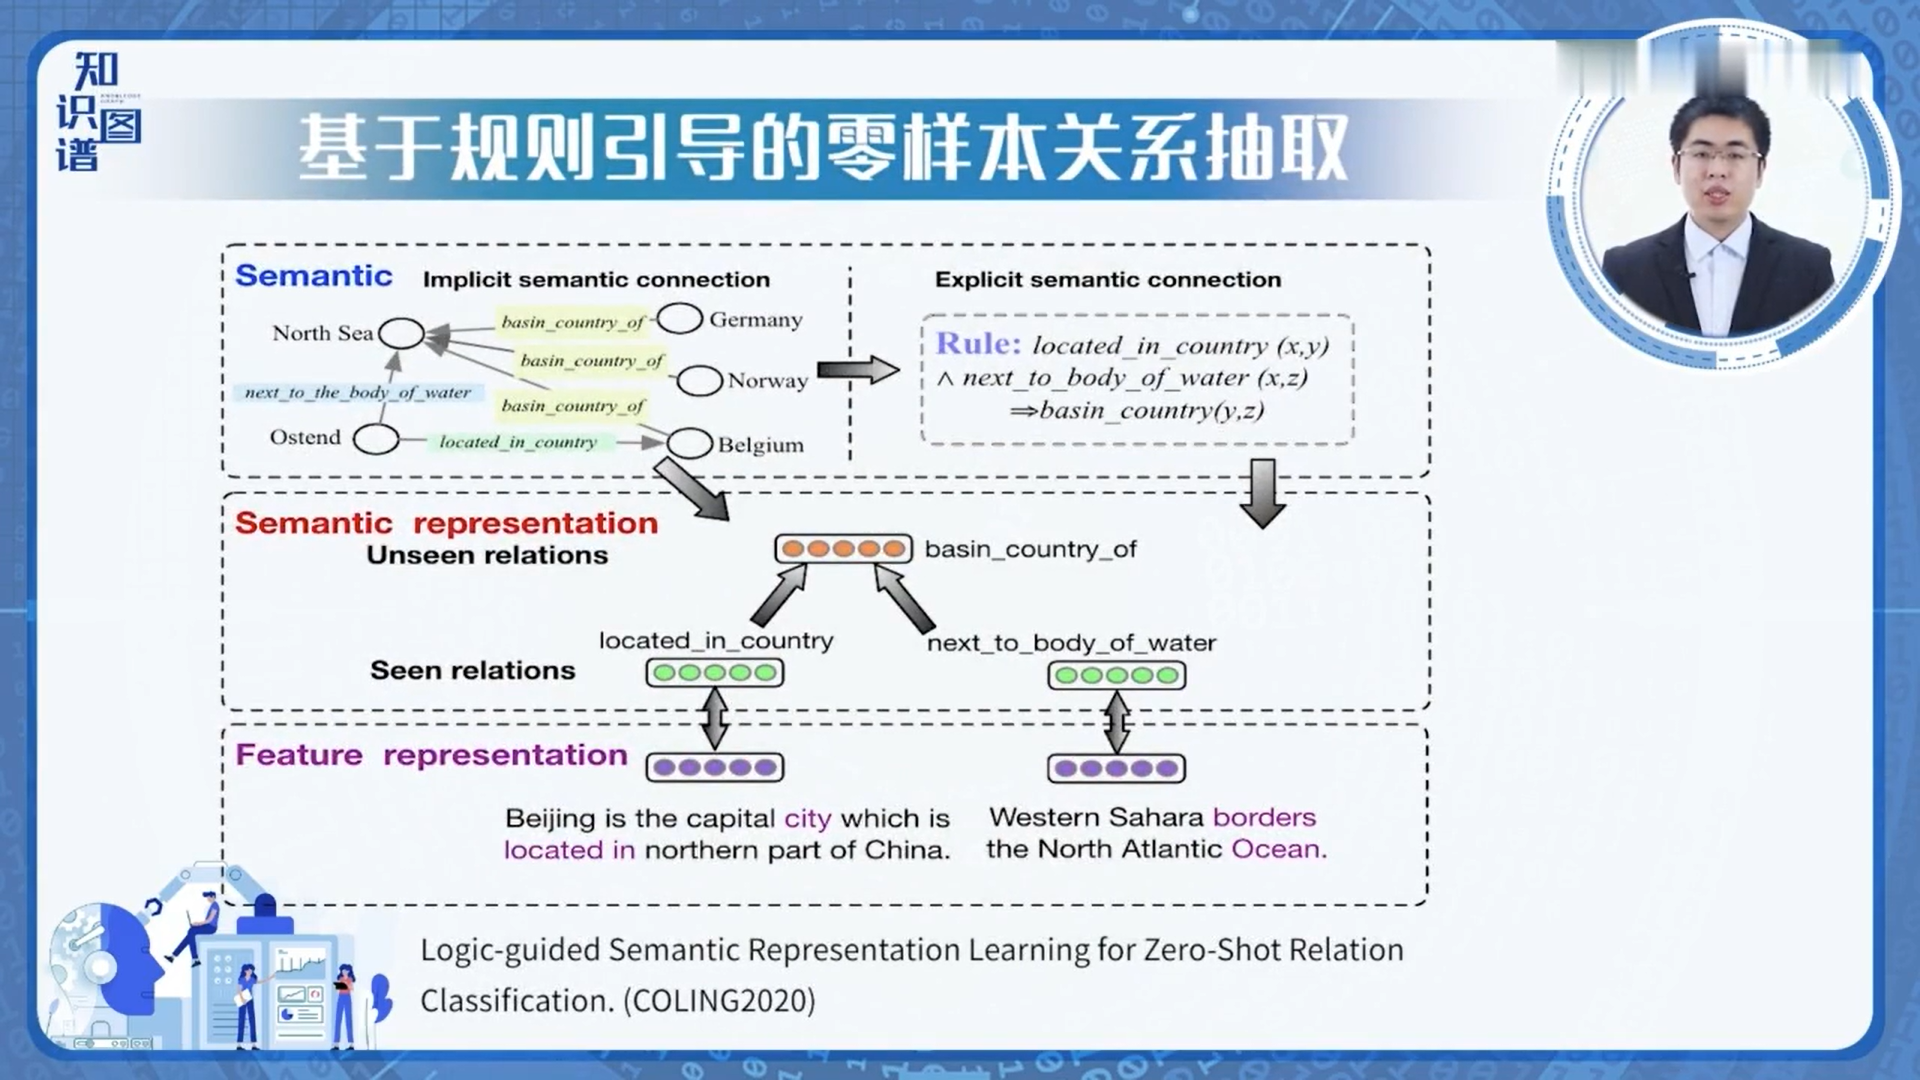 知识图谱
KNOWLEDGE GRAPH
基于规则引导的零样本关系抽取
Semantic
Implicit semantic connection
Explicit semantic connection
North Sea
basin_country_of
Germany
basin_country_of
Norway
next_to_the_body_of_water
basin_country_of
Ostend
located_in_country
Belgium
Rule: located_in_country (x,y)
∧ next_to_body_of_water (x,z)
⇒basin_country(y,z)
Semantic representation
Unseen relations
basin_country_of
located_in_country
next_to_body_of_water
Seen relations
Feature representation
Beijing is the capital city which is
located in northern part of China.
Western Sahara borders
the North Atlantic Ocean.
Logic-guided Semantic Representation Learning for Zero-Shot Relation
Classification. (COLING2020)